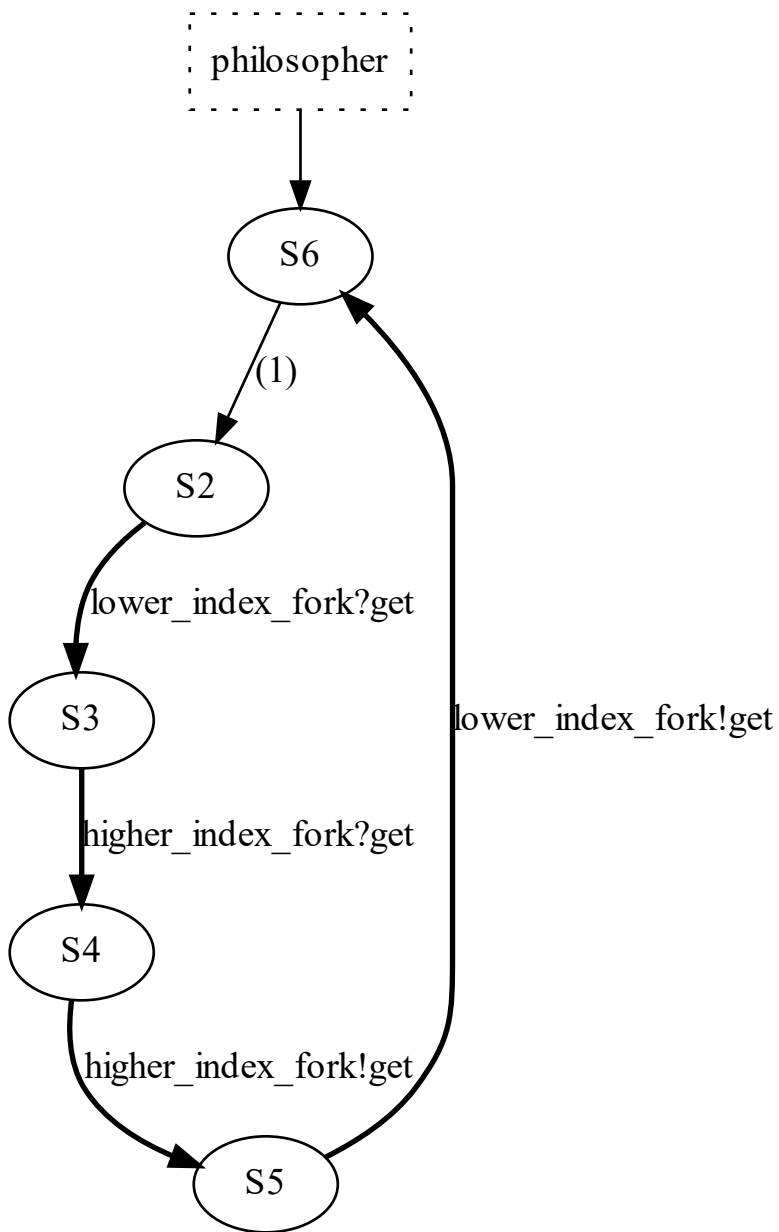 philosopher
S6
(1)
S2
lower_index_fork?get
S3
lower_index_fork!get
higher_index_fork?get
S4
higher_index_fork!get
S5